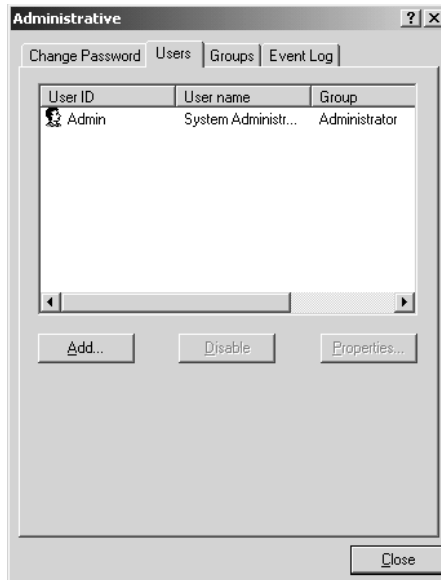 Administrative
Change Password Users Groups Event Log
User ID User name Group
Admin System Administr... Administrator
Add... Disable Properties...
Close